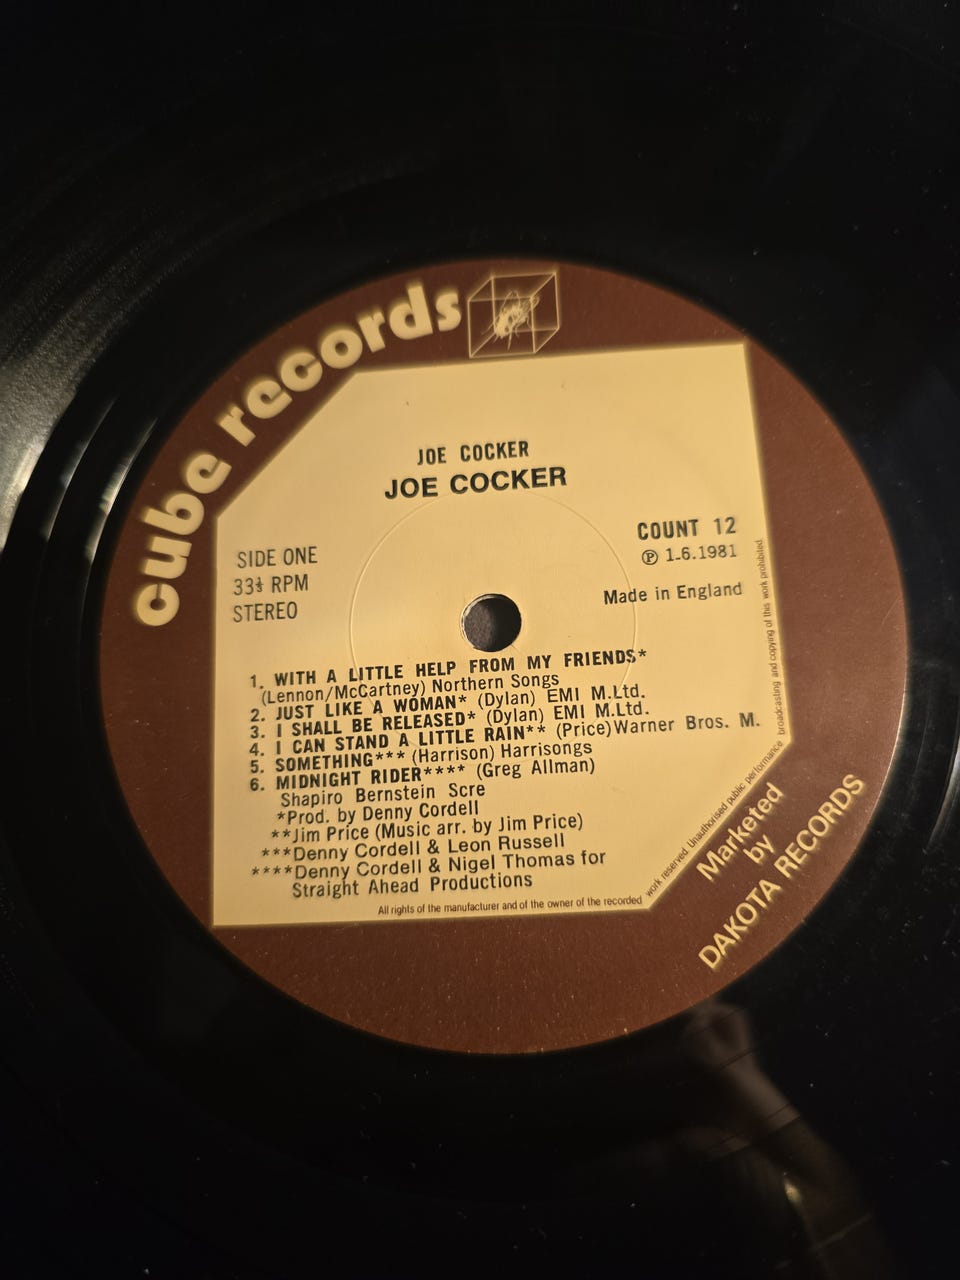 cube records
JOE COCKER
JOE COCKER
SIDE ONE
33⅓ RPM
STEREO
COUNT 12
Ⓟ 1-6.1981
Made in England
1. WITH A LITTLE HELP FROM MY FRIENDS*
(Lennon/McCartney) Northern Songs
2. JUST LIKE A WOMAN* (Dylan) EMI M.Ltd.
3. I SHALL BE RELEASED* (Dylan) EMI M.Ltd.
4. I CAN STAND A LITTLE RAIN** (Price)Warner Bros. M.
5. SOMETHING*** (Harrison) Harrisongs
6. MIDNIGHT RIDER**** (Greg Allman)
Shapiro Bernstein Scre
*Prod. by Denny Cordell
**Jim Price (Music arr. by Jim Price)
***Denny Cordell & Leon Russell
****Denny Cordell & Nigel Thomas for
Straight Ahead Productions
All rights of the manufacturer and of the owner of the recorded work reserved. Unauthorised public performance broadcasting and copying of this work prohibited.
Marketed
by
DAKOTA RECORDS